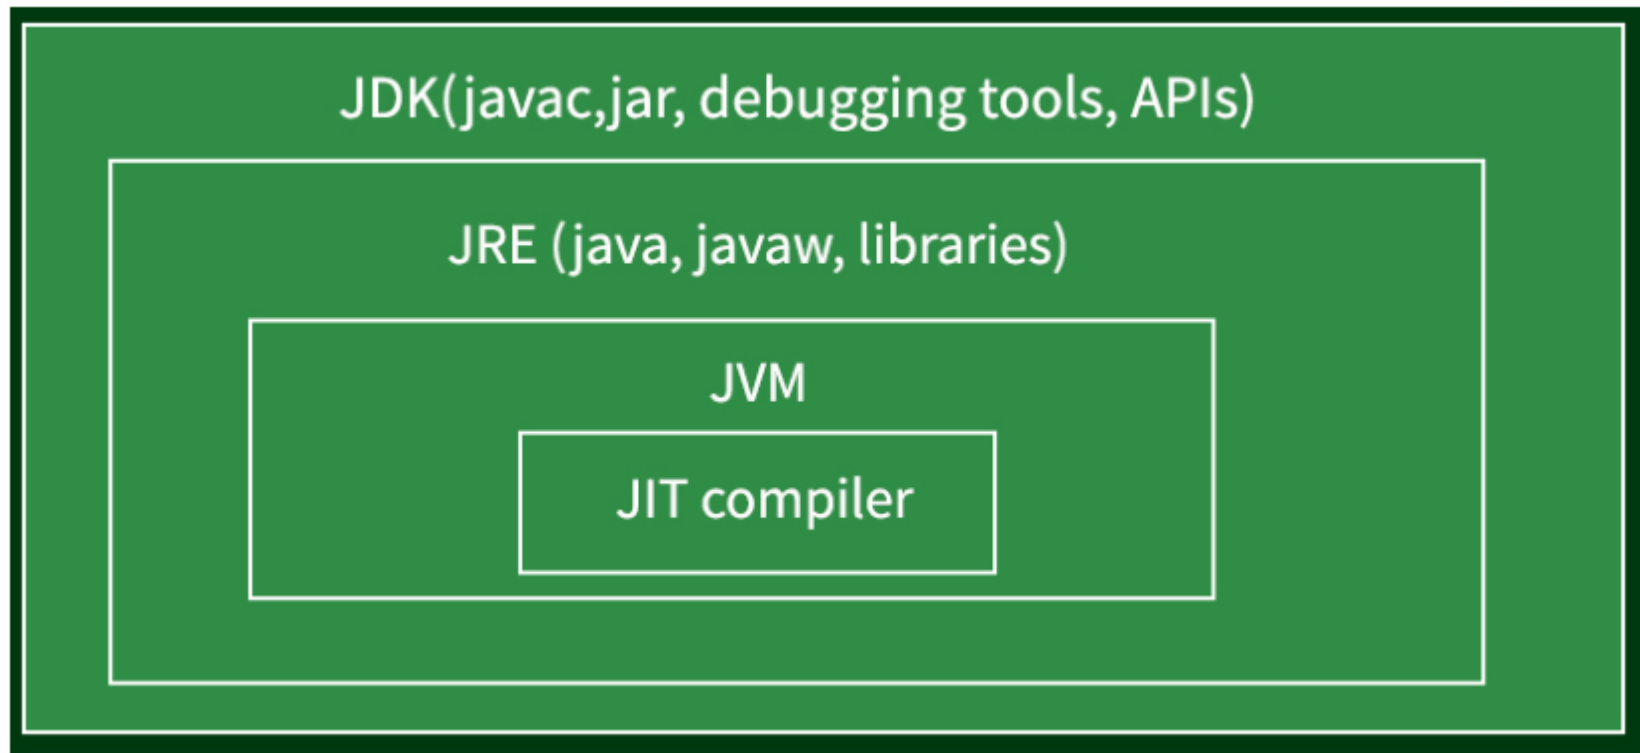 JDK(javac,jar, debugging tools, APIs)
JRE (java, javaw, libraries)
JVM
JIT compiler